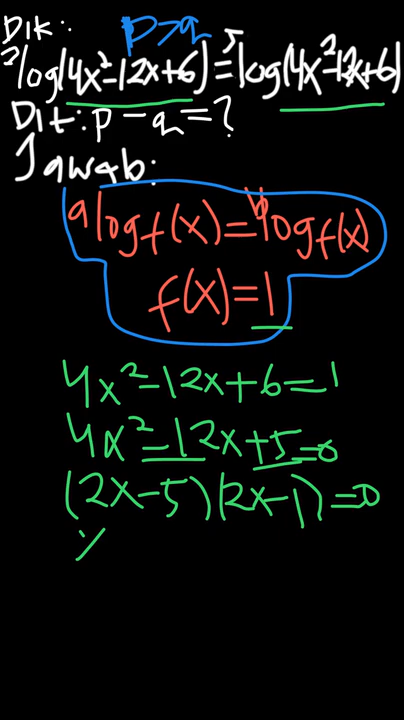 Dik: p>q
²log(4x²-12x+6)=⁵log(4x²-12x+6)
Dit: p-q=?
Jawab:
ᵃlog f(x)=ᵇlog f(x)
f(x)=1
4x²-12x+6=1
4x²-12x+5=0
(2x-5)(2x-1)=0